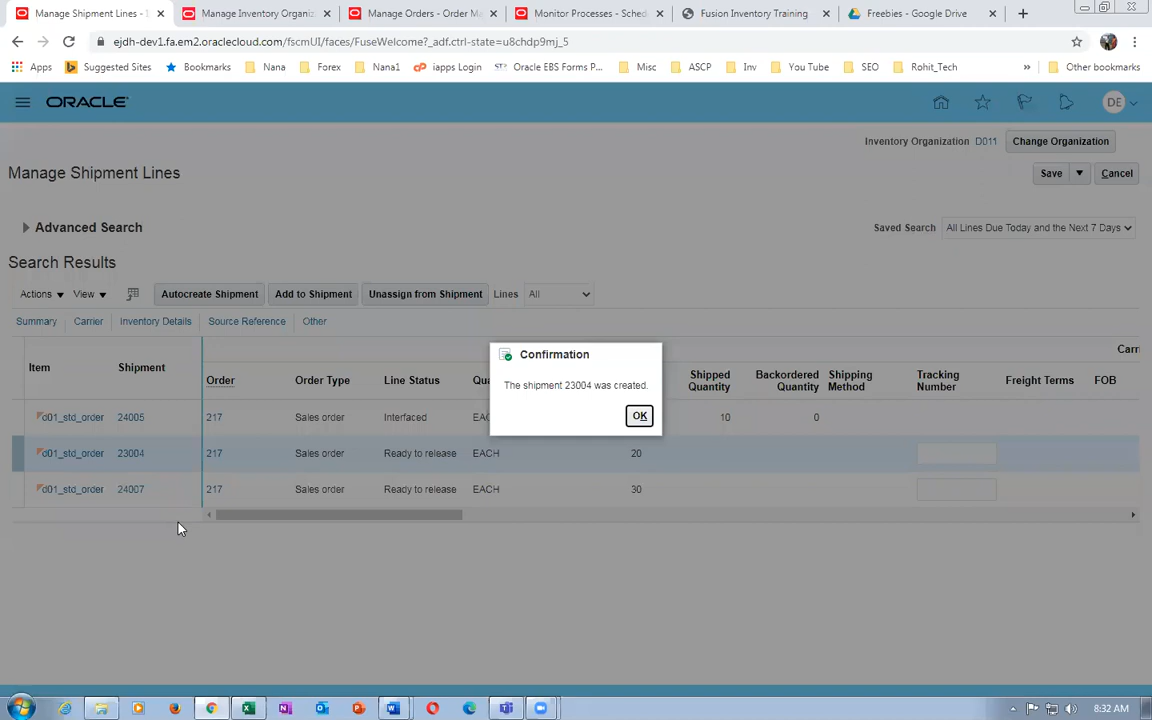 Manage Shipment Lines - I
Manage Inventory Organiz
Manage Orders - Order M
Monitor Processes - Sched
Fusion Inventory Training
Freebies - Google Drive
ejdh-dev1.fa.em2.oraclecloud.com/fscmUI/faces/FuseWelcome?_adf.ctrl-state=u8chdp9mj_5
Apps Suggested Sites Bookmarks Nana Forex Nana1 iapps Login Oracle EBS Forms P... Misc ASCP Inv You Tube SEO Rohit_Tech » Other bookmarks
ORACLE DE
Inventory Organization D011 Change Organization
Manage Shipment Lines Save Cancel
Advanced Search Saved Search All Lines Due Today and the Next 7 Days
Search Results
Actions View Autocreate Shipment Add to Shipment Unassign from Shipment Lines All
Summary Carrier Inventory Details Source Reference Other
Carr
Item Shipment Order Order Type Line Status Qua Shipped Quantity Backordered Quantity Shipping Method Tracking Number Freight Terms FOB
d01_std_order 24005 217 Sales order Interfaced EACH 10 0
d01_std_order 23004 217 Sales order Ready to release EACH 20
d01_std_order 24007 217 Sales order Ready to release EACH 30
Confirmation
The shipment 23004 was created.
OK
8:32 AM